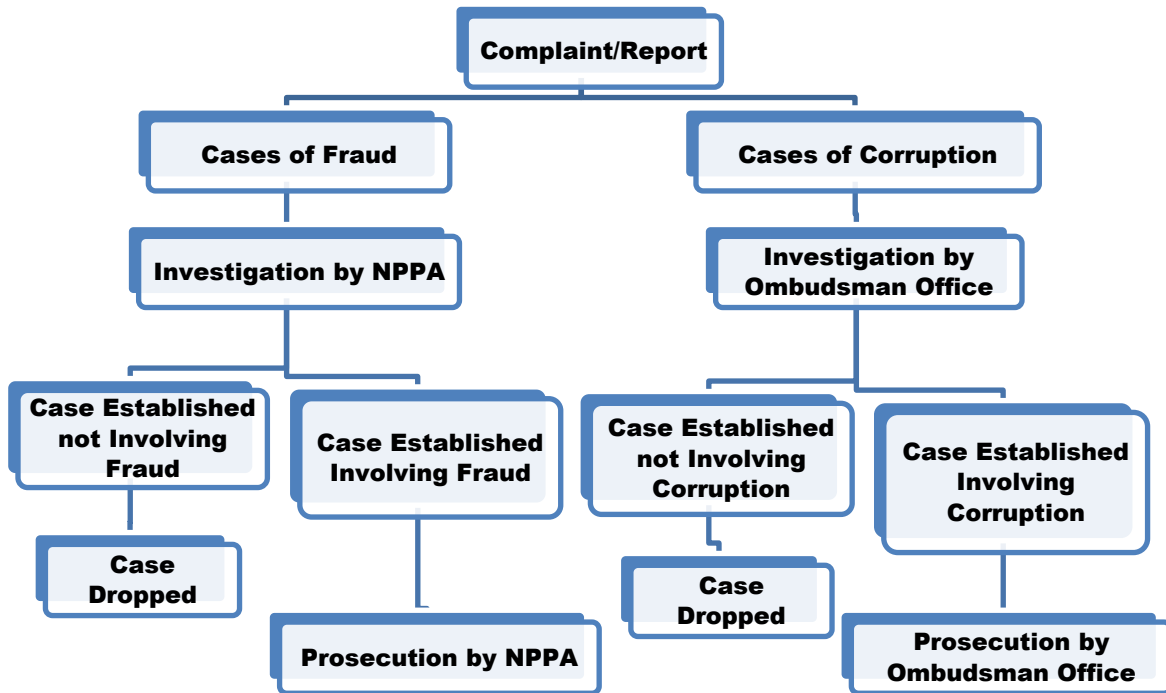 Complaint/Report
Cases of Fraud
Cases of Corruption
Investigation by NPPA
Investigation by
Ombudsman Office
Case Established
not Involving
Fraud
Case Established
Involving Fraud
Case Established
not Involving
Corruption
Case Established
Involving
Corruption
Case
Dropped
Prosecution by NPPA
Case
Dropped
Prosecution by
Ombudsman Office